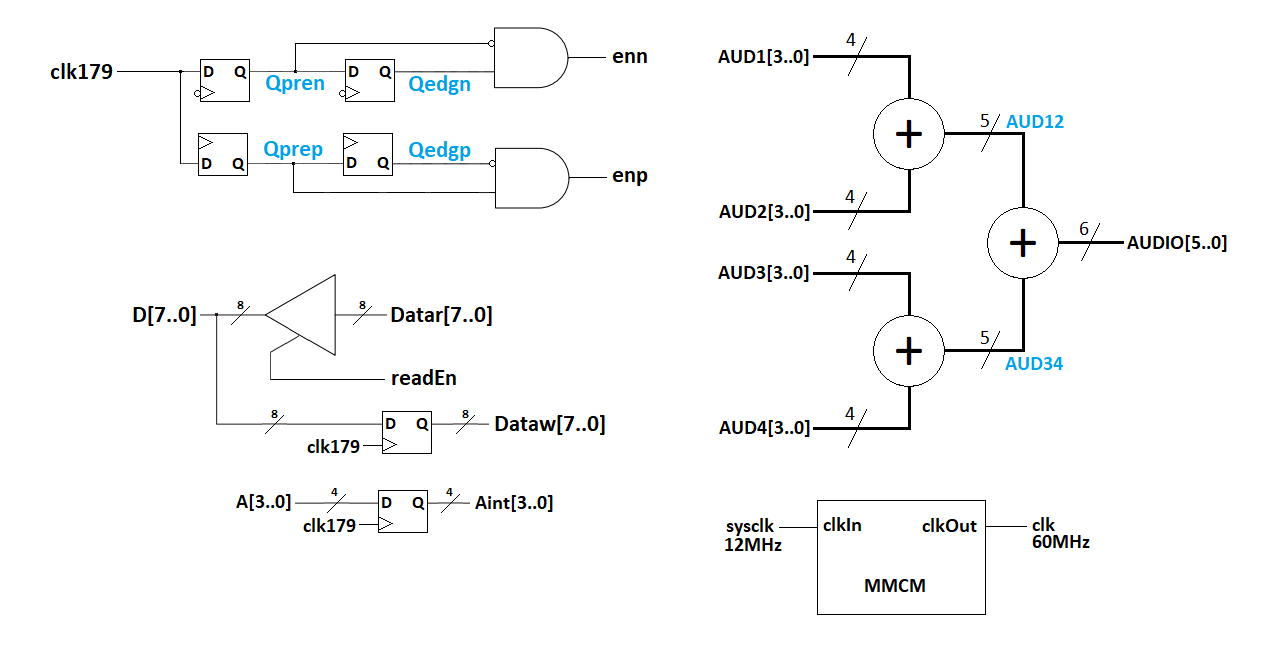 clk179
D Q
Qpren
D Q
Qedgn
enn
D Q
Qprep
D Q
Qedgp
enp
D[7..0]
8
8
Datar[7..0]
readEn
8
D Q
8
Dataw[7..0]
clk179
A[3..0]
4
D Q
4
Aint[3..0]
clk179
AUD1[3..0]
4
+
5
AUD12
AUD2[3..0]
4
+
6
AUDIO[5..0]
AUD3[3..0]
4
+
5
AUD34
AUD4[3..0]
4
sysclk
12MHz
clkIn
clkOut
clk
60MHz
MMCM